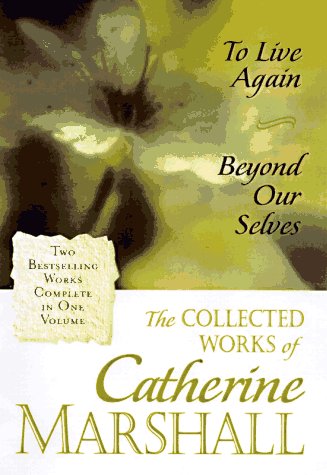 To Live
Again
Beyond
Our
Selves
Two
Bestselling
Works
Complete
in One
Volume
The COLLECTED
WORKS of
Catherine
MARSHALL